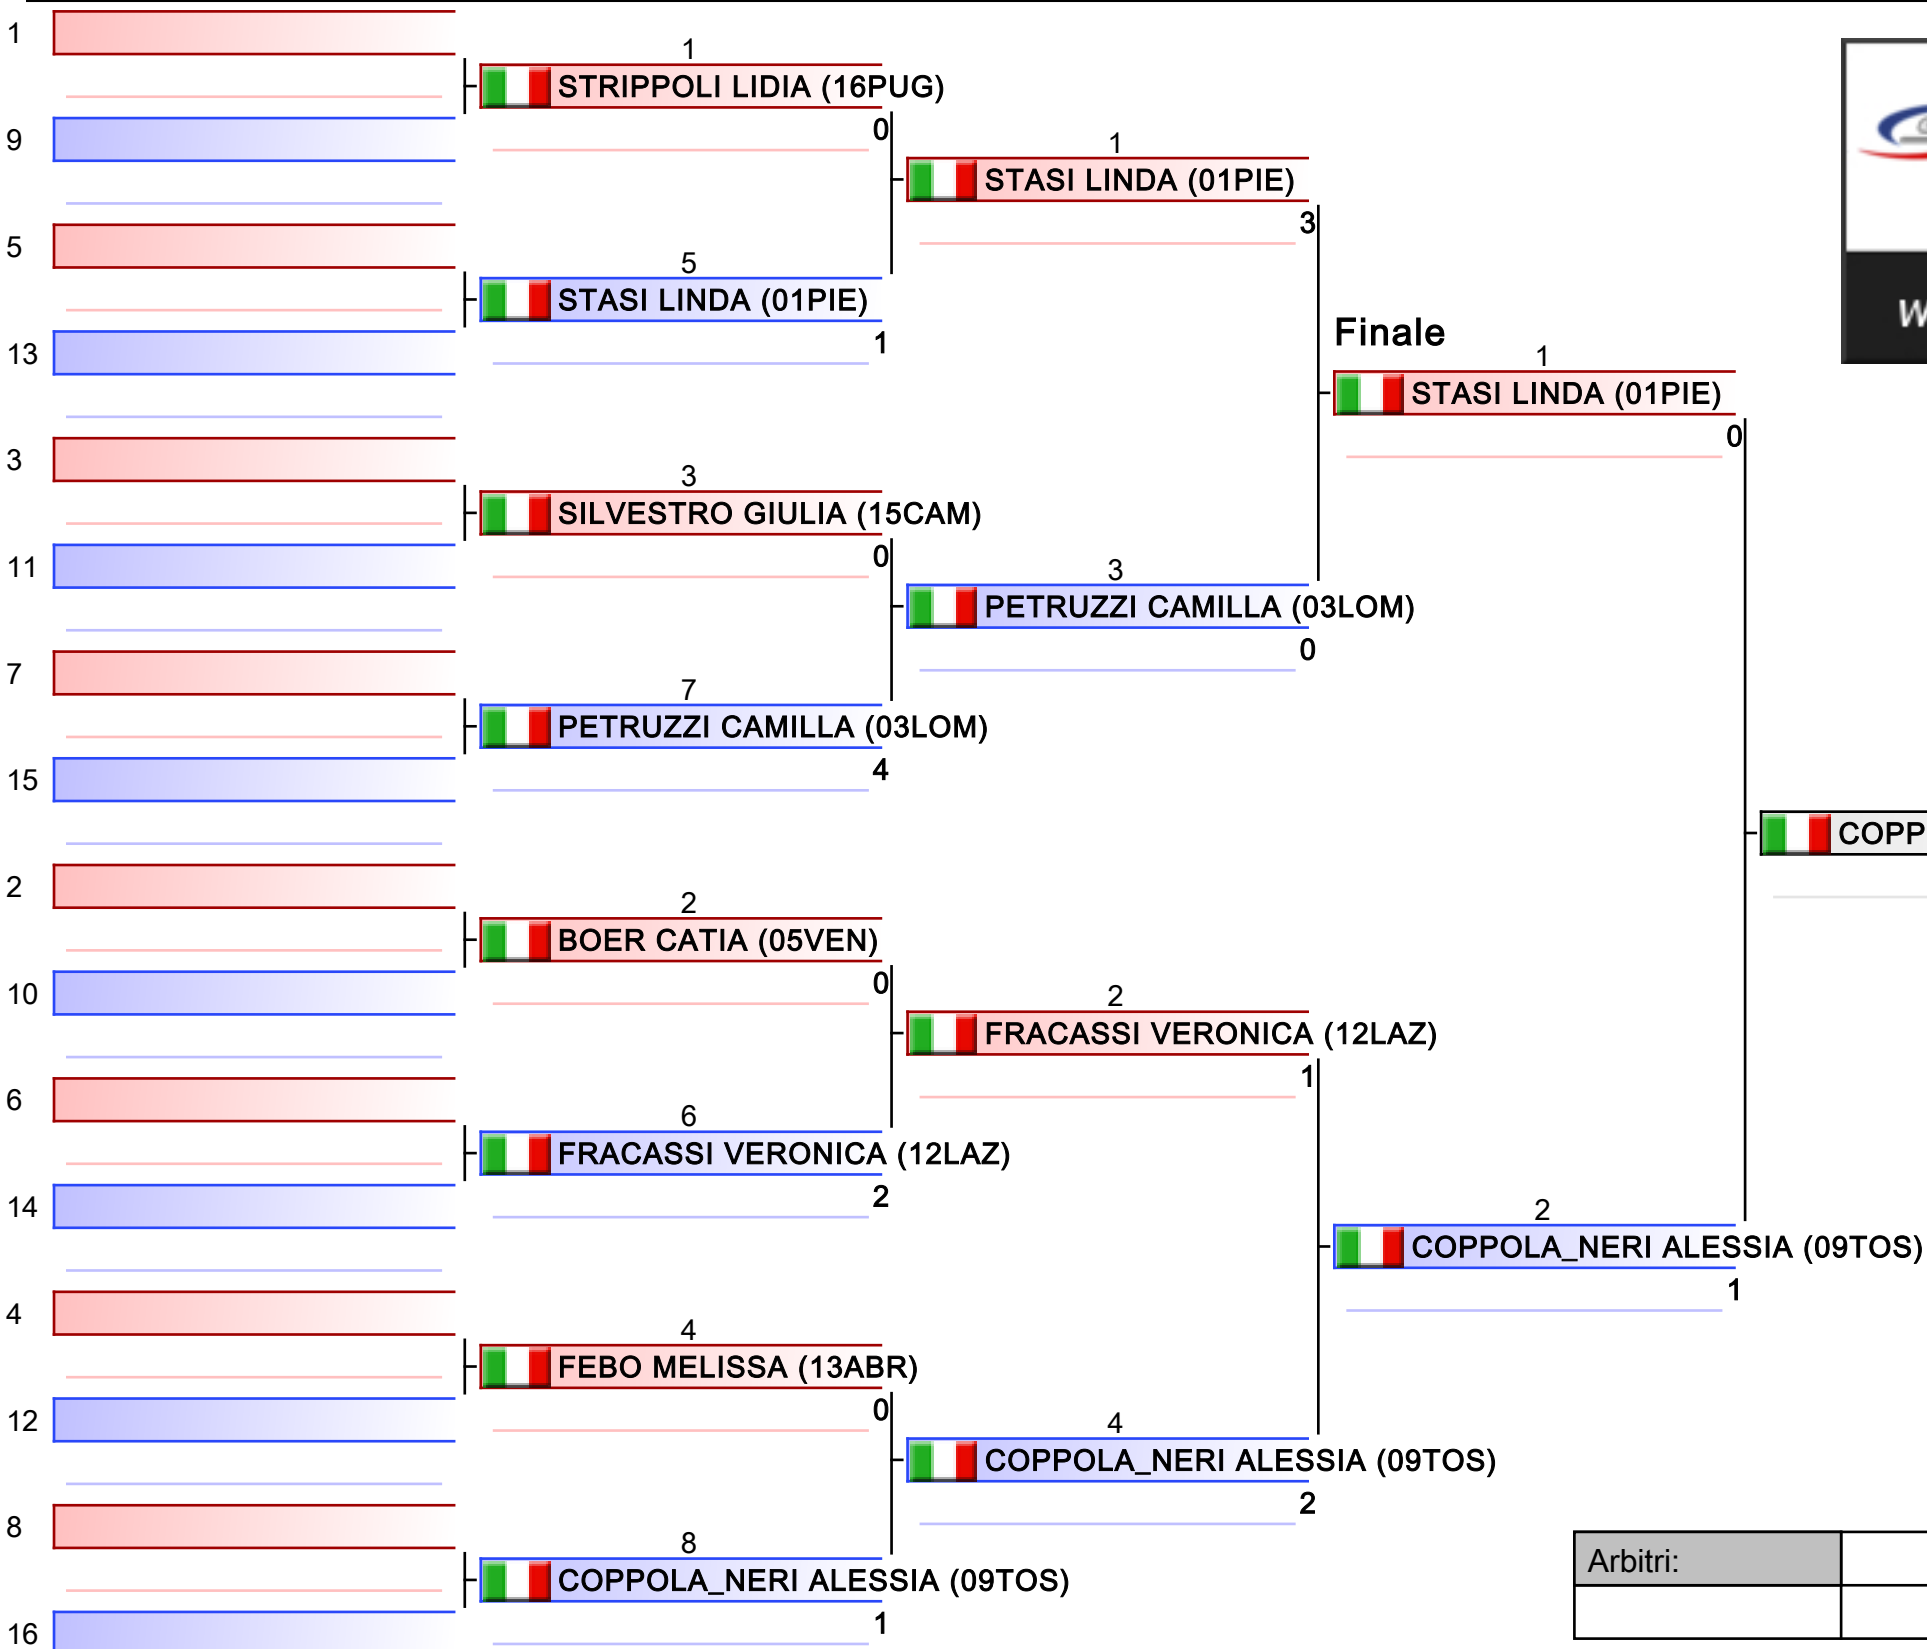 1
9
5
13
3
11
7
15
2
10
6
14
4
12
8
16
1
STRIPPOLI LIDIA (16PUG)
0
5
STASI LINDA (01PIE)
1
3
SILVESTRO GIULIA (15CAM)
0
7
PETRUZZI CAMILLA (03LOM)
4
2
BOER CATIA (05VEN)
0
6
FRACASSI VERONICA (12LAZ)
2
4
FEBO MELISSA (13ABR)
0
8
COPPOLA_NERI ALESSIA (09TOS)
1
1
STASI LINDA (01PIE)
3
3
PETRUZZI CAMILLA (03LOM)
0
2
FRACASSI VERONICA (12LAZ)
1
4
COPPOLA_NERI ALESSIA (09TOS)
2
Finale
1
STASI LINDA (01PIE)
0
2
COPPOLA_NERI ALESSIA (09TOS)
1
COPP
Arbitri: